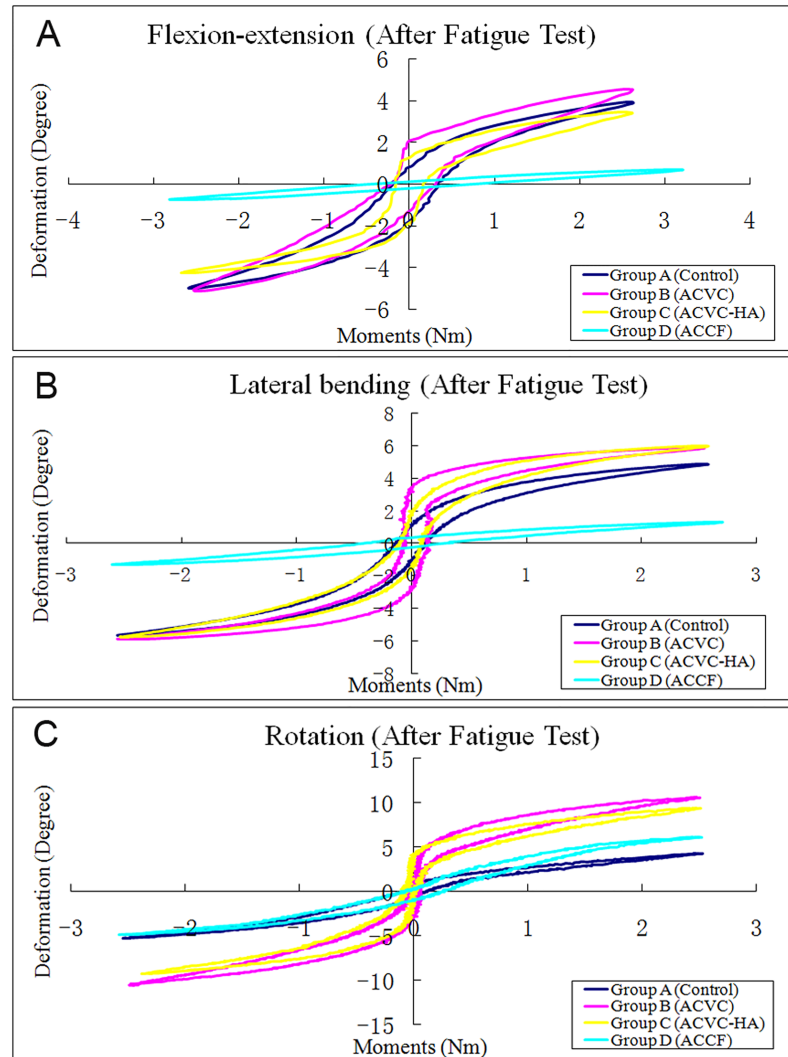 A
Flexion-extension (After Fatigue Test)
6
4
2
0
-2
-4
-6
-4 -3 -2 -1 0 1 2 3 4
Deformation (Degree)
Moments (Nm)
Group A (Control)
Group B (ACVC)
Group C (ACVC-HA)
Group D (ACCF)
B
Lateral bending (After Fatigue Test)
8
6
4
2
0
-2
-4
-6
-8
-3 -2 -1 0 1 2 3
Deformation (Degree)
Moments (Nm)
Group A (Control)
Group B (ACVC)
Group C (ACVC-HA)
Group D (ACCF)
C
Rotation (After Fatigue Test)
15
10
5
0
-5
-10
-15
-3 -2 -1 0 1 2 3
Deformation (Degree)
Moments (Nm)
Group A (Control)
Group B (ACVC)
Group C (ACVC-HA)
Group D (ACCF)